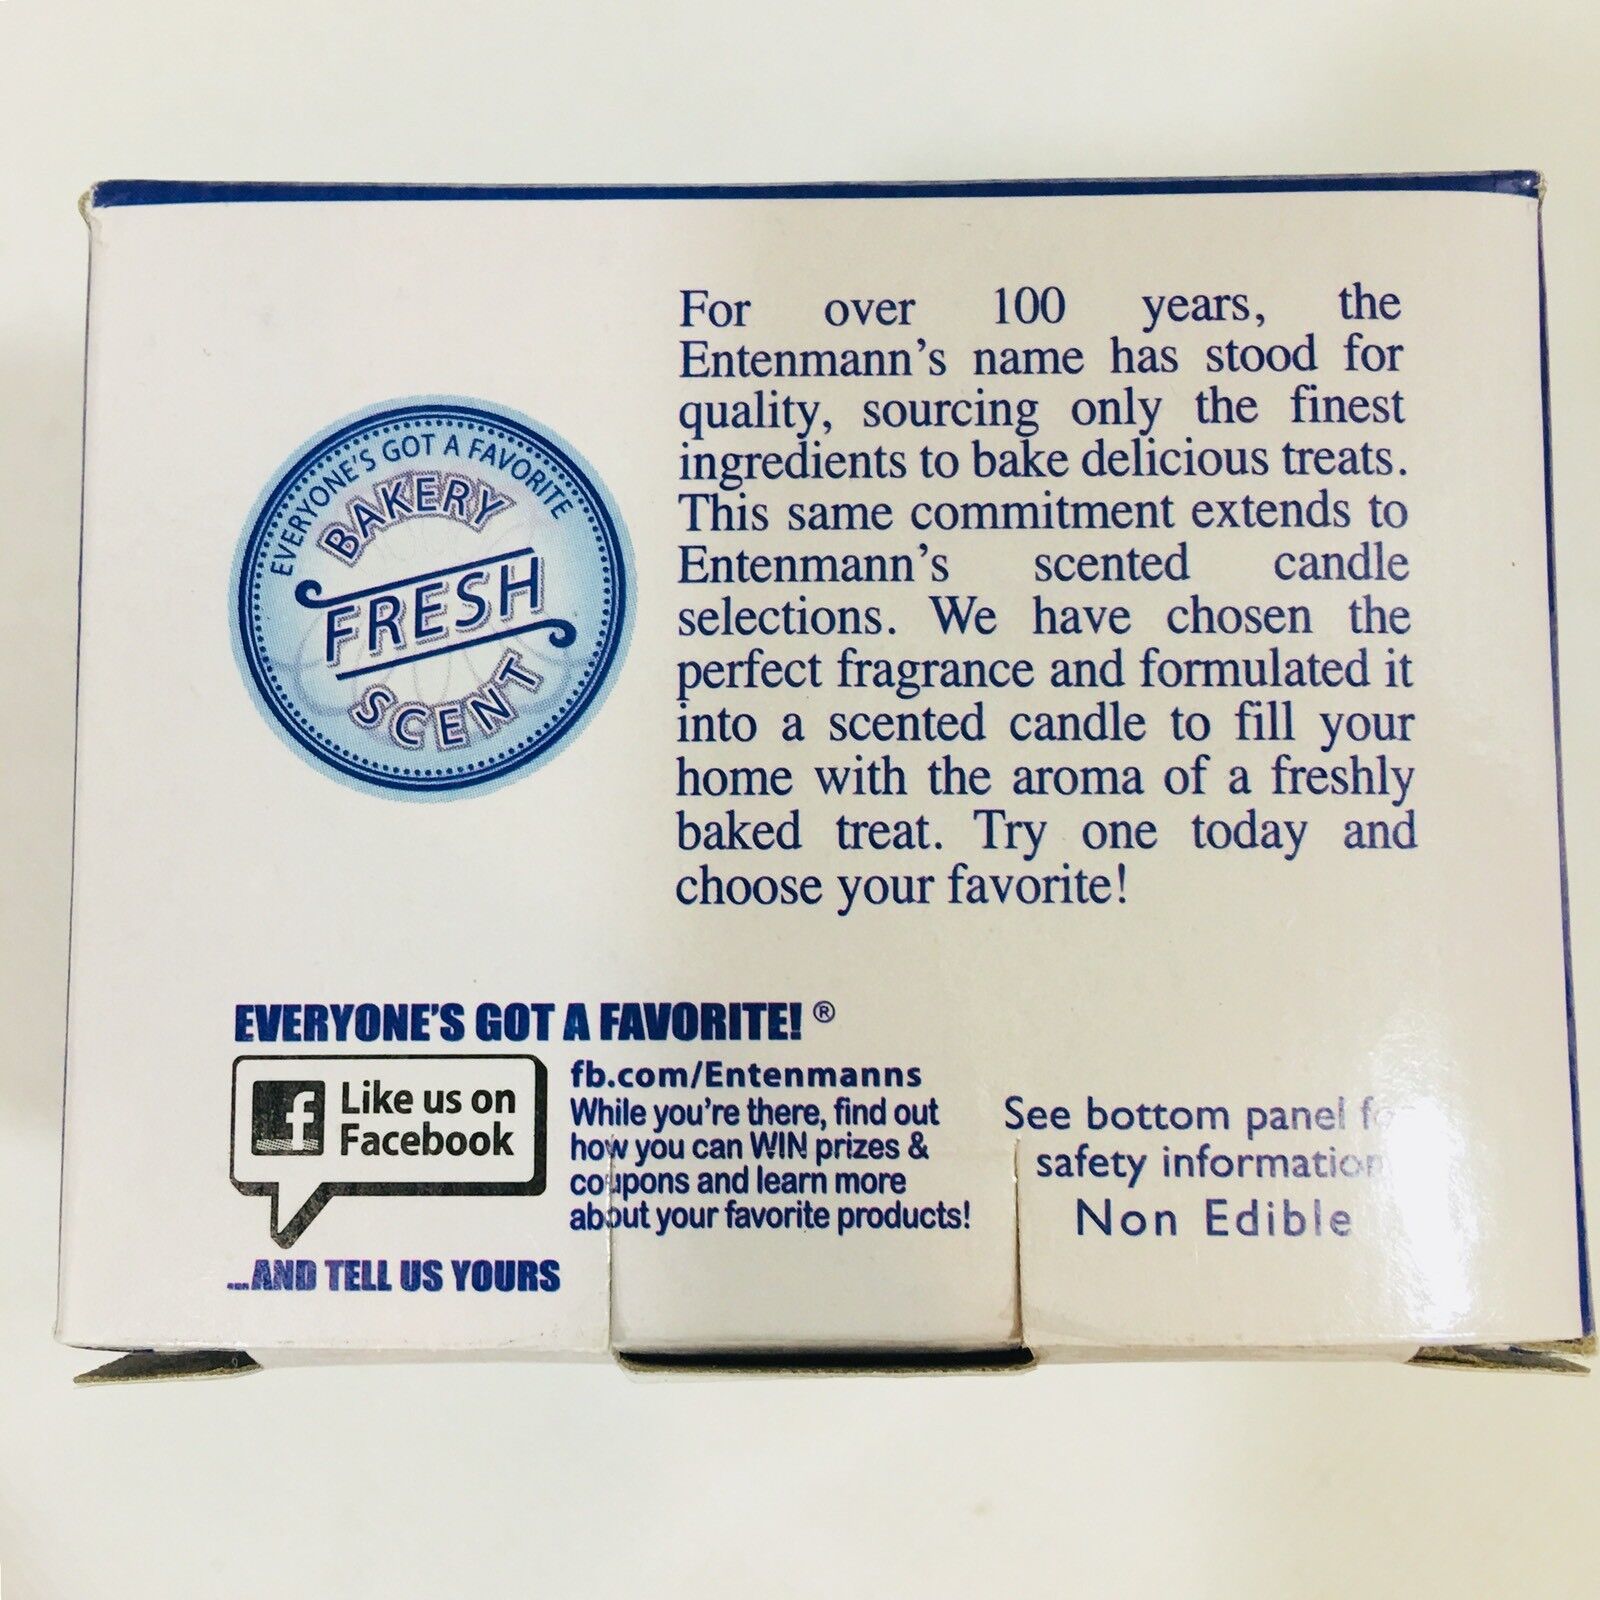 EVERYONE'S GOT A FAVORITE
BAKERY
FRESH
SCENT
For over 100 years, the
Entenmann's name has stood for
quality, sourcing only the finest
ingredients to bake delicious treats.
This same commitment extends to
Entenmann's scented candle
selections. We have chosen the
perfect fragrance and formulated it
into a scented candle to fill your
home with the aroma of a freshly
baked treat. Try one today and
choose your favorite!
EVERYONE'S GOT A FAVORITE! ®
f Like us on
Facebook
fb.com/Entenmanns
While you're there, find out
how you can WIN prizes &
coupons and learn more
about your favorite products!
...AND TELL US YOURS
See bottom panel for
safety information
Non Edible